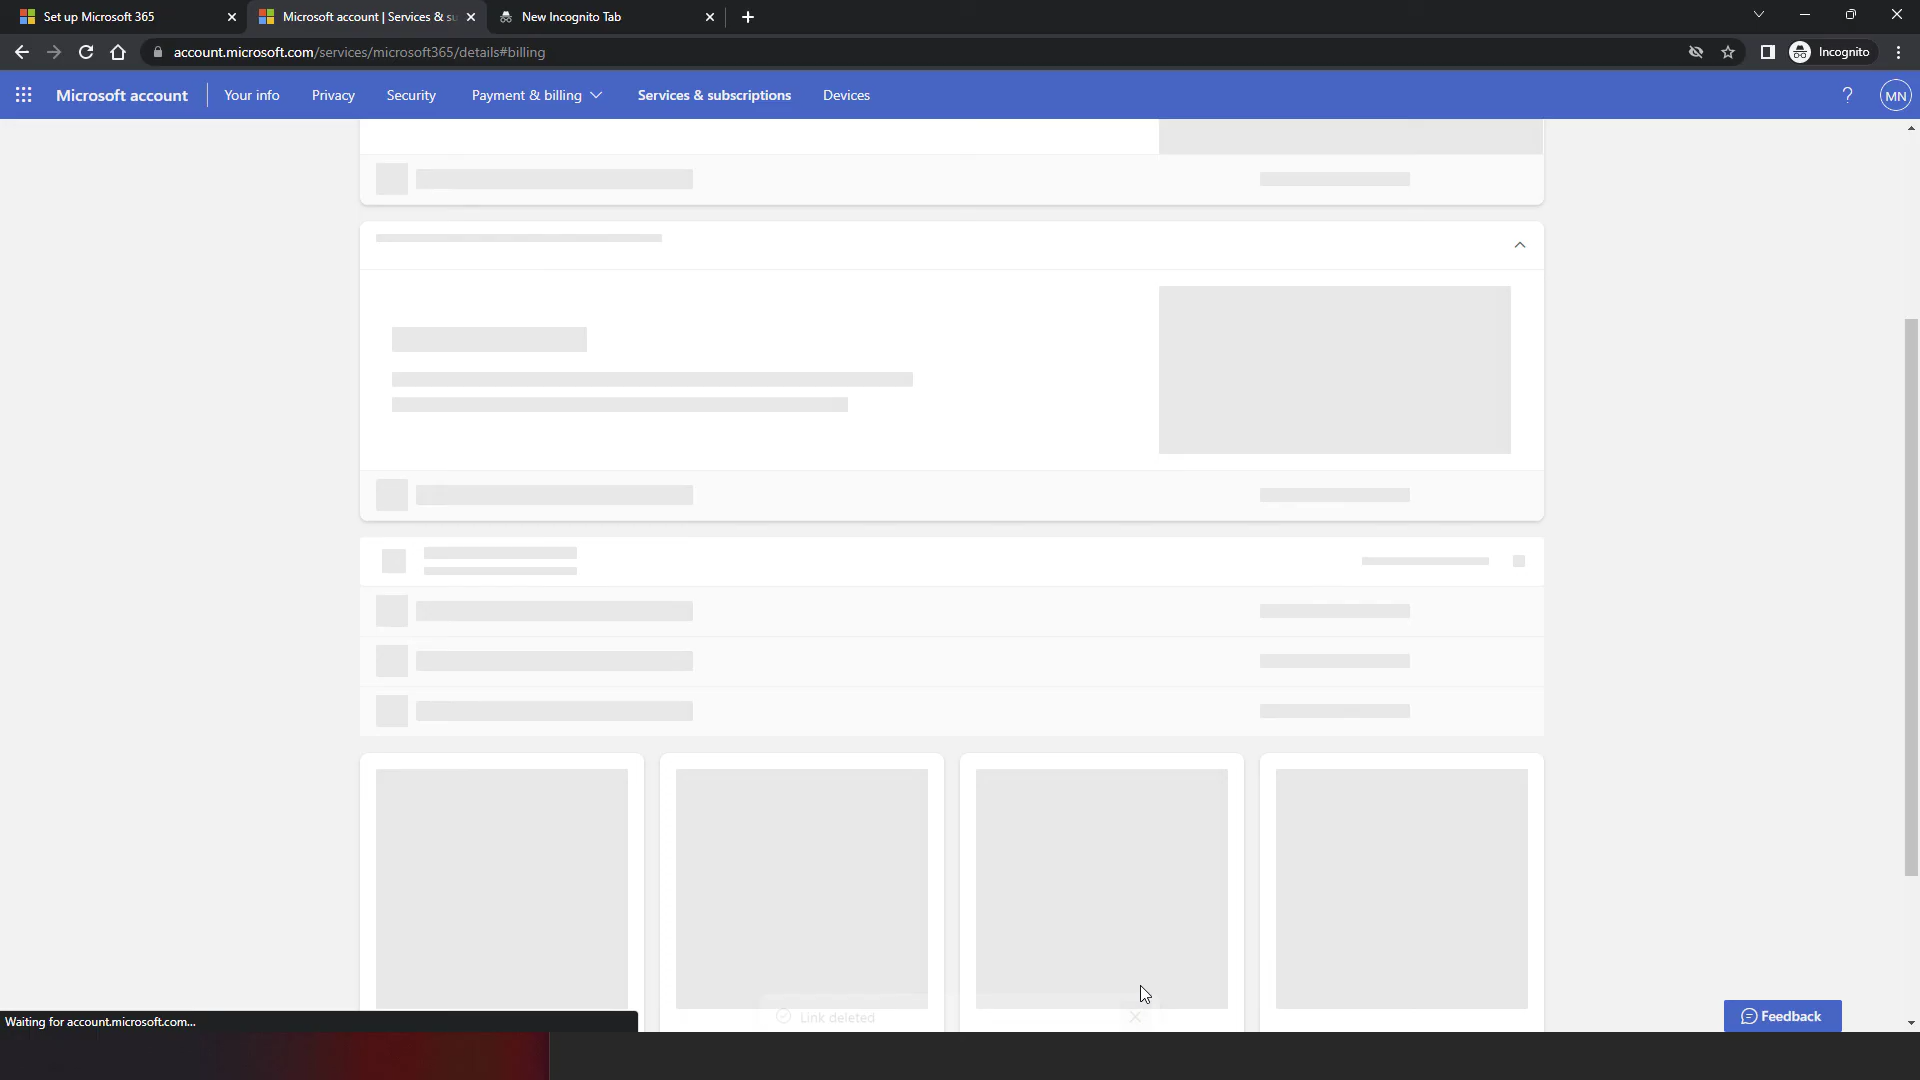 Set up Microsoft 365
Microsoft account | Services & su
New Incognito Tab
account.microsoft.com/services/microsoft365/details#billing
Incognito
Microsoft account
Your info
Privacy
Security
Payment & billing
Services & subscriptions
Devices
?
MN
Link deleted
Feedback
Waiting for account.microsoft.com...